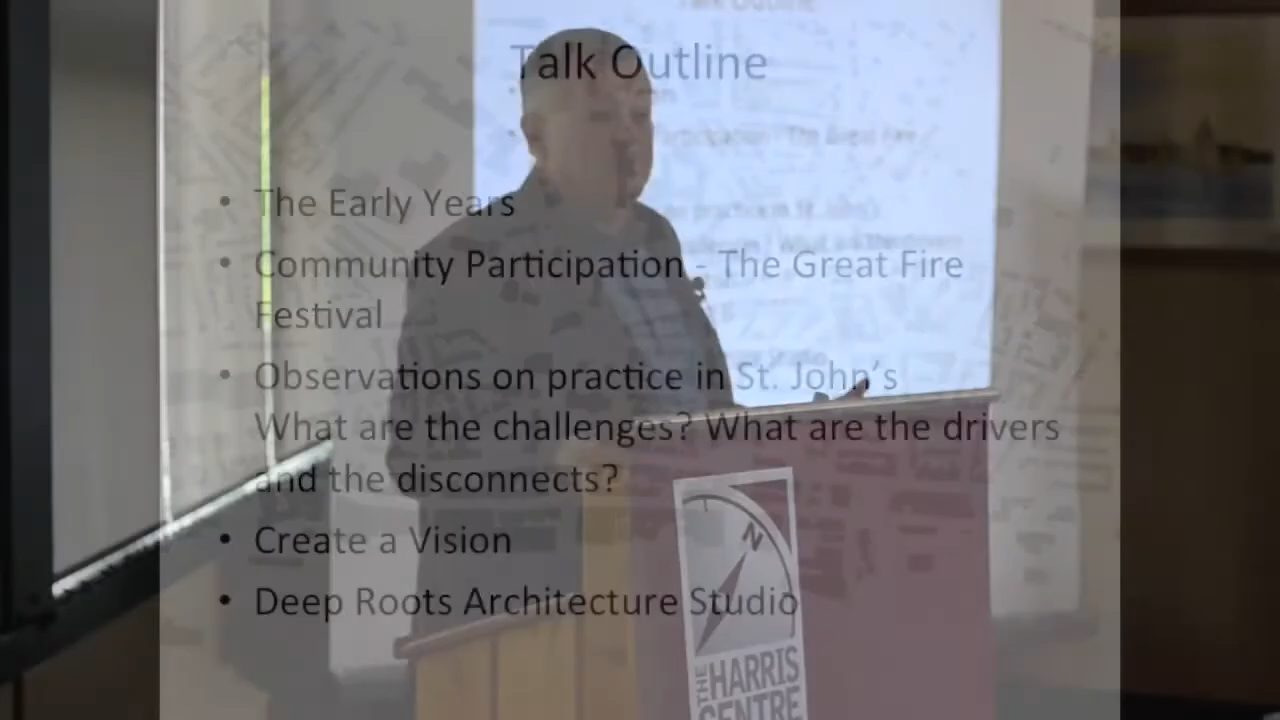 Talk Outline
• The Early Years
• Community Participation - The Great Fire
Festival
• Observations on practice in St. John's
What are the challenges? What are the drivers
and the disconnects?
• Create a Vision
• Deep Roots Architecture Studio
N
THE HARRIS
CENTRE